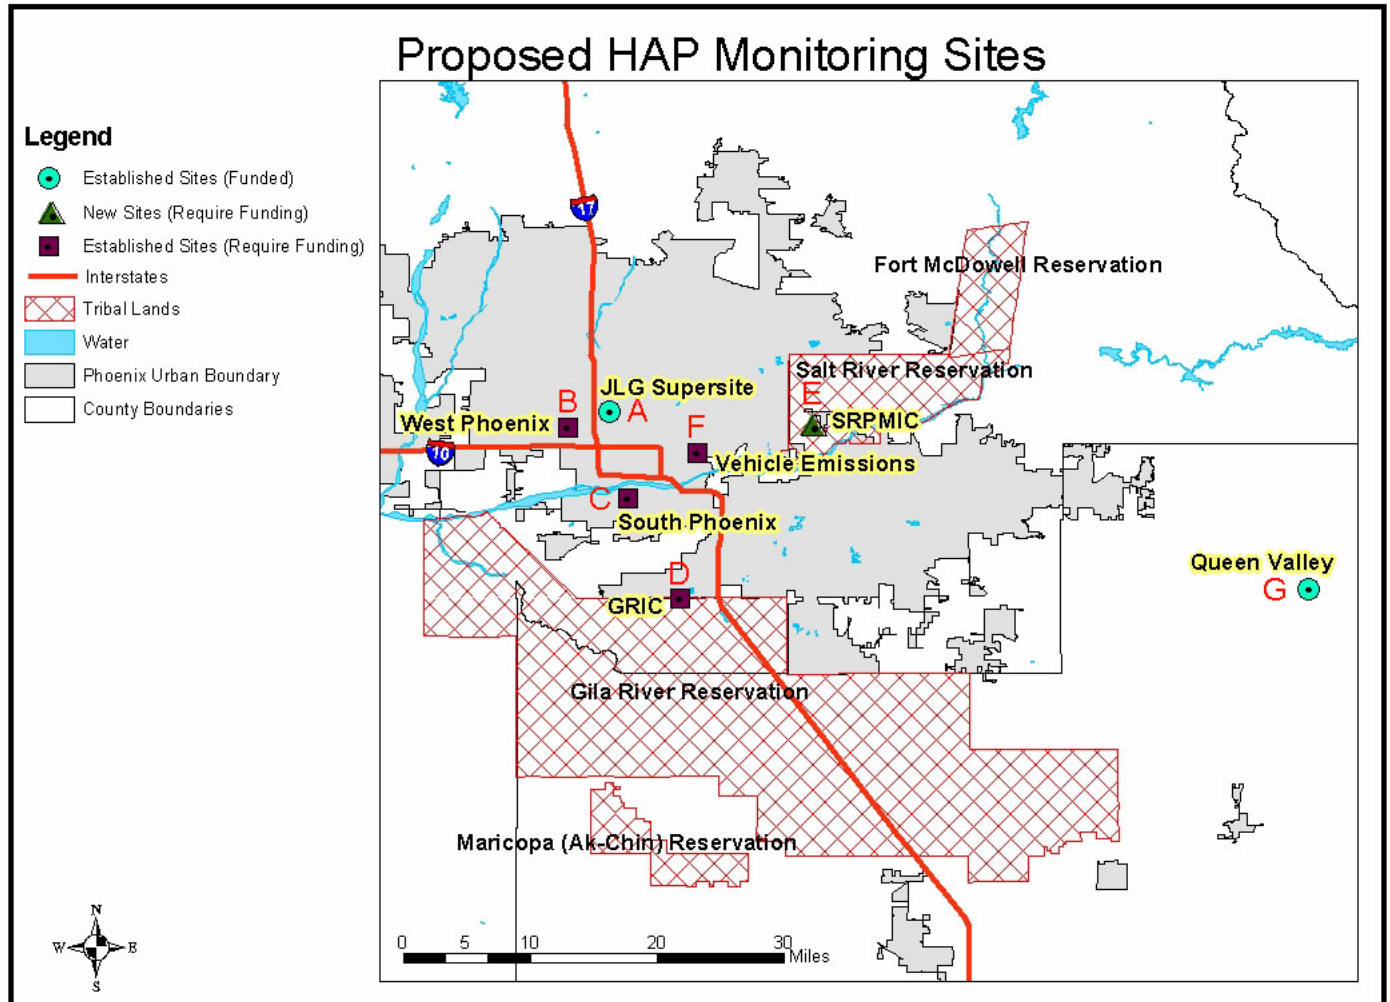 Proposed HAP Monitoring Sites
Legend
Established Sites (Funded)
New Sites (Require Funding)
Established Sites (Require Funding)
Interstates
Tribal Lands
Water
Phoenix Urban Boundary
County Boundaries
17
Fort McDowell Reservation
Salt River Reservation
JLG Supersite
A
B
West Phoenix
E
SRPMIC
F
10
Vehicle Emissions
C
South Phoenix
Queen Valley
G
D
GRIC
Gila River Reservation
Maricopa (Ak-Chin) Reservation
N
W E
S
0 5 10 20 30
Miles